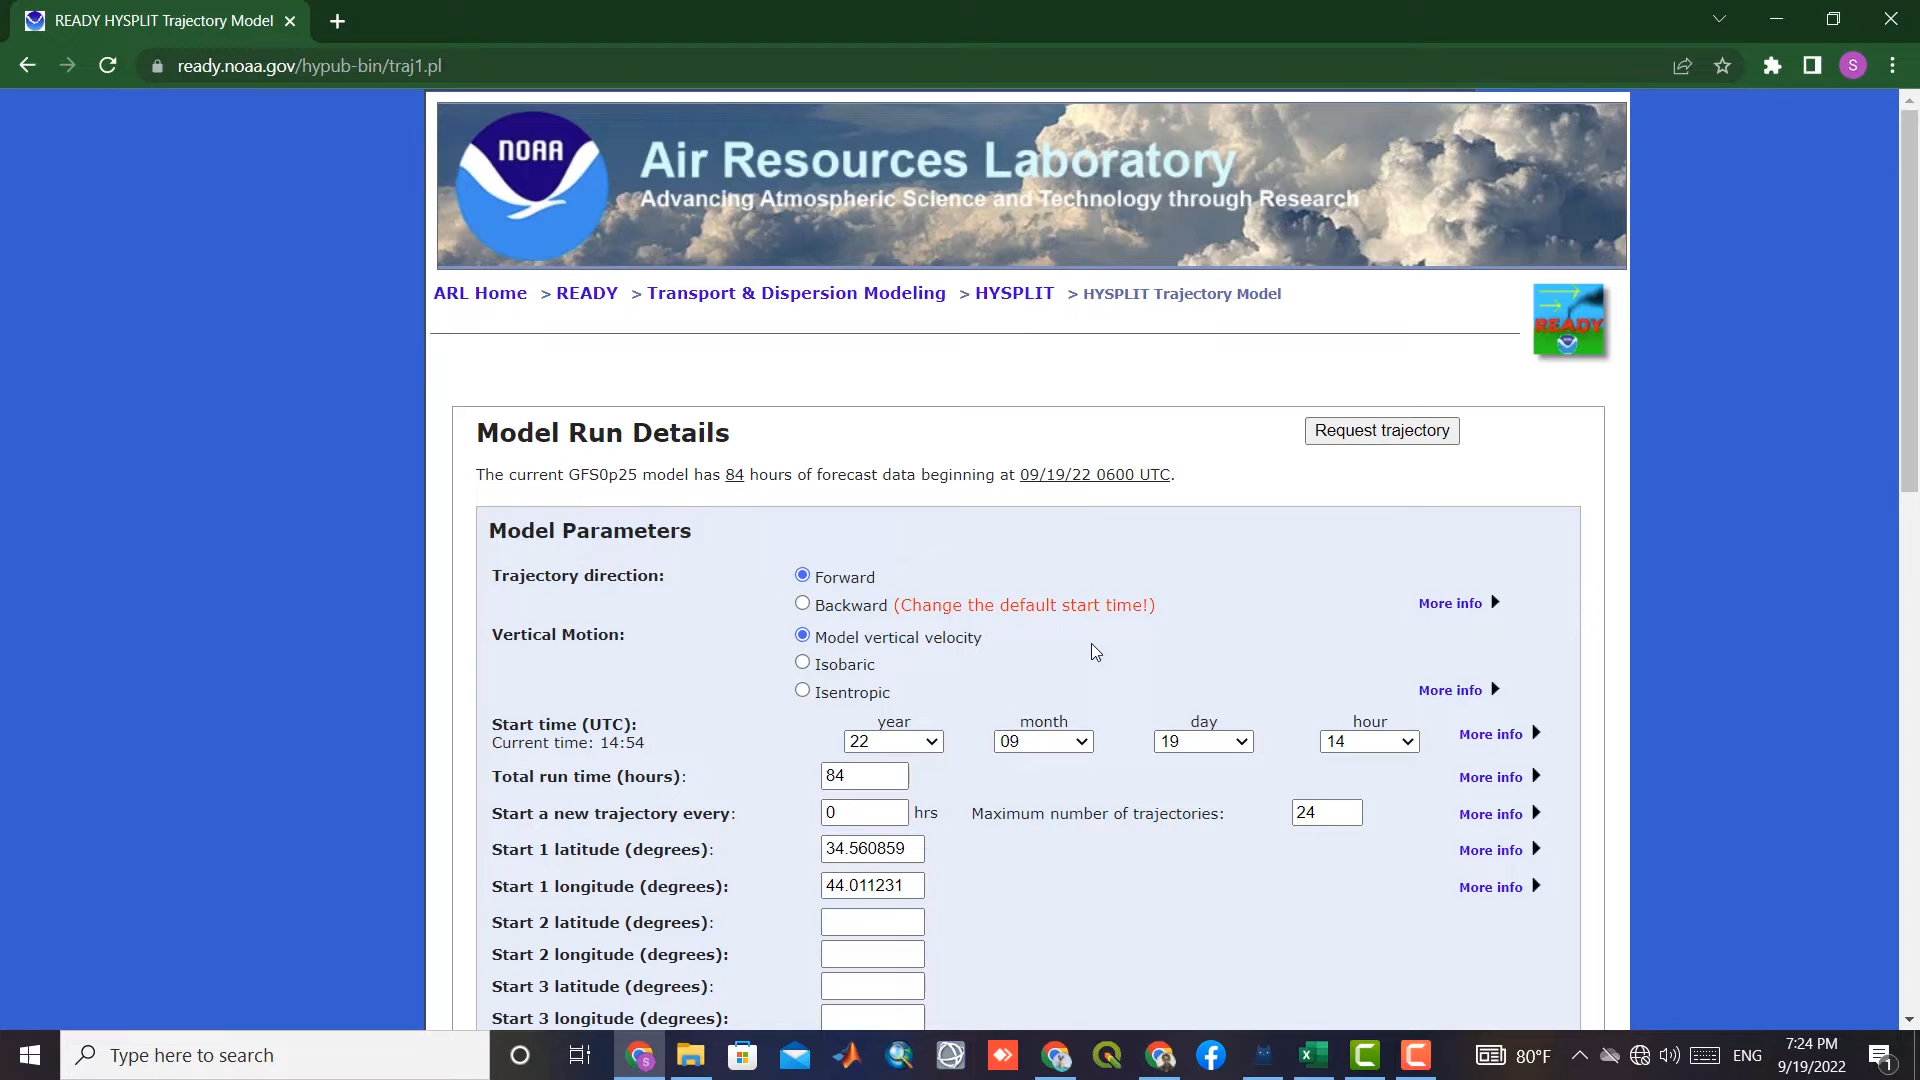 READY HYSPLIT Trajectory Model
ready.noaa.gov/hypub-bin/traj1.pl
S
NOAA
Air Resources Laboratory
Advancing Atmospheric Science and Technology through Research
ARL Home > READY > Transport & Dispersion Modeling > HYSPLIT > HYSPLIT Trajectory Model
READY
Model Run Details
Request trajectory
The current GFS0p25 model has 84 hours of forecast data beginning at 09/19/22 0600 UTC.
Model Parameters
Trajectory direction:
Forward
Backward (Change the default start time!)
More info
Vertical Motion:
Model vertical velocity
Isobaric
Isentropic
More info
year month day hour
Start time (UTC):
22 09 19 14
More info
Current time: 14:54
Total run time (hours): 84 More info
Start a new trajectory every: 0 hrs Maximum number of trajectories: 24 More info
Start 1 latitude (degrees): 34.560859 More info
Start 1 longitude (degrees): 44.011231 More info
Start 2 latitude (degrees):
Start 2 longitude (degrees):
Start 3 latitude (degrees):
Start 3 longitude (degrees):
Type here to search
80°F
ENG
7:24 PM
9/19/2022
1